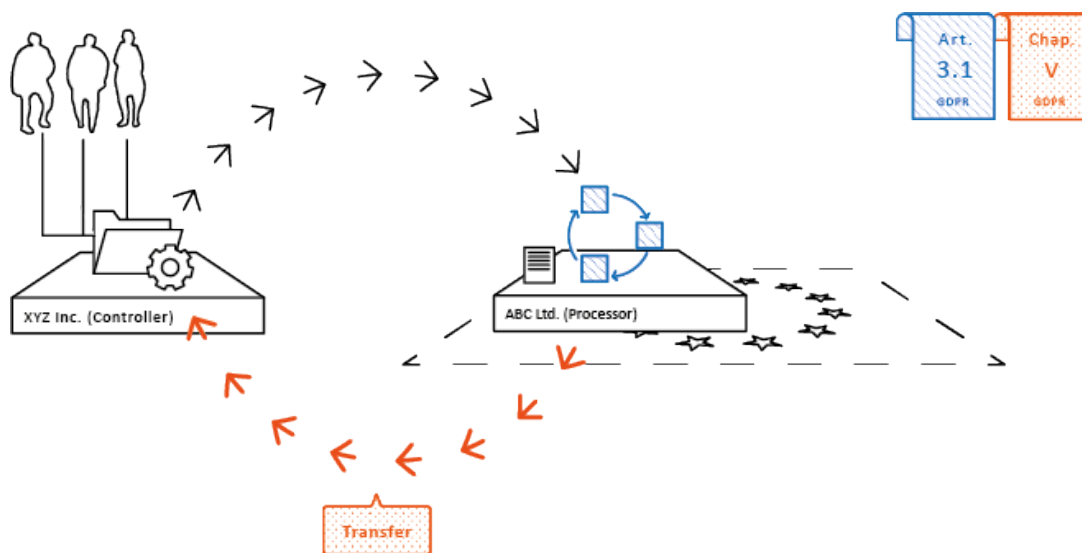 Art.
3.1
GDPR
Chap.
V
GDPR
XYZ Inc. (Controller)
ABC Ltd. (Processor)
Transfer